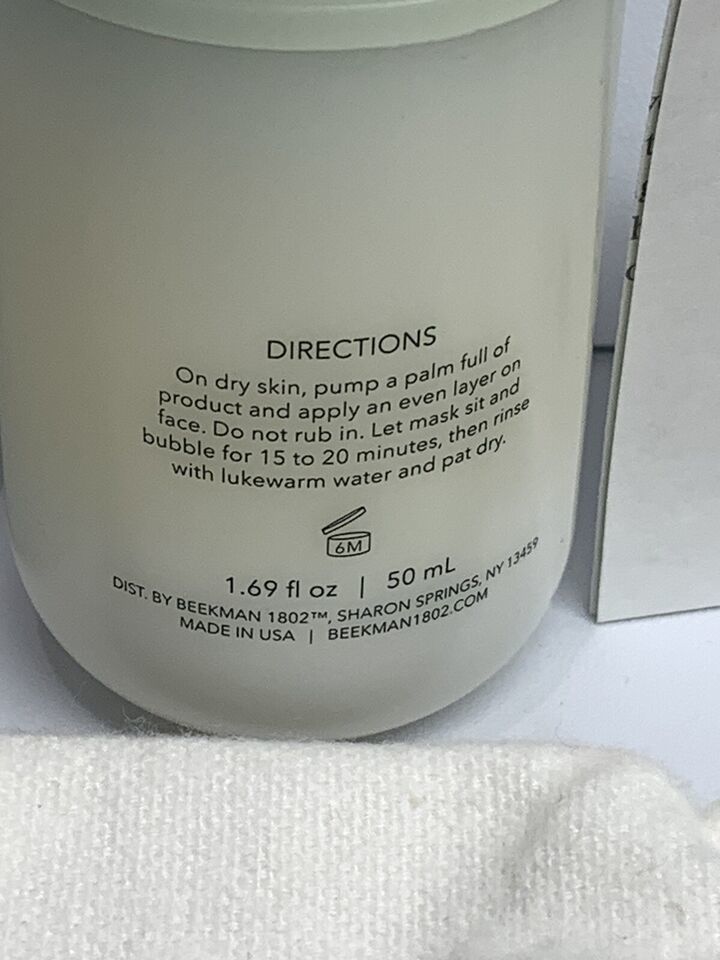 DIRECTIONS
On dry skin, pump a palm full of
product and apply an even layer on
face. Do not rub in. Let mask sit and
bubble for 15 to 20 minutes, then rinse
with lukewarm water and pat dry.
6M
1.69 fl oz | 50 mL
DIST. BY BEEKMAN 1802™, SHARON SPRINGS, NY 13459
MADE IN USA | BEEKMAN1802.COM